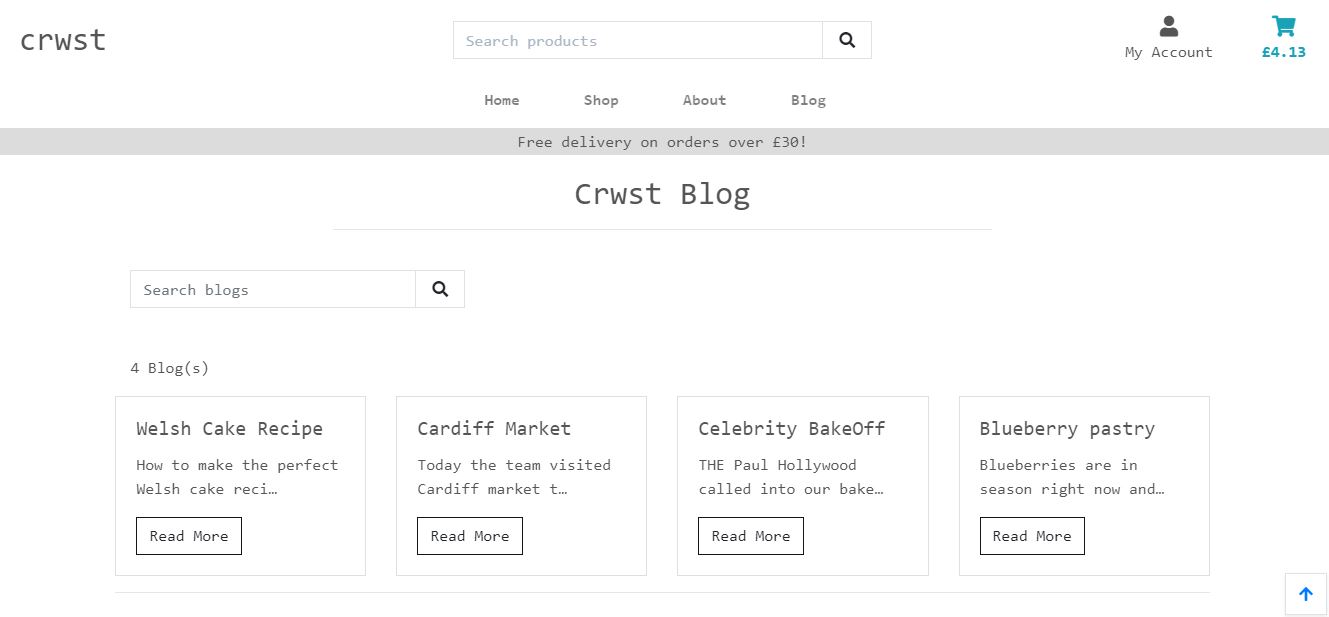 crwst
Search products
My Account
£4.13
Home Shop About Blog
Free delivery on orders over £30!
Crwst Blog
Search blogs
4 Blog(s)
Welsh Cake Recipe
How to make the perfect
Welsh cake reci…
Read More
Cardiff Market
Today the team visited
Cardiff market t…
Read More
Celebrity BakeOff
THE Paul Hollywood
called into our bake…
Read More
Blueberry pastry
Blueberries are in
season right now and…
Read More